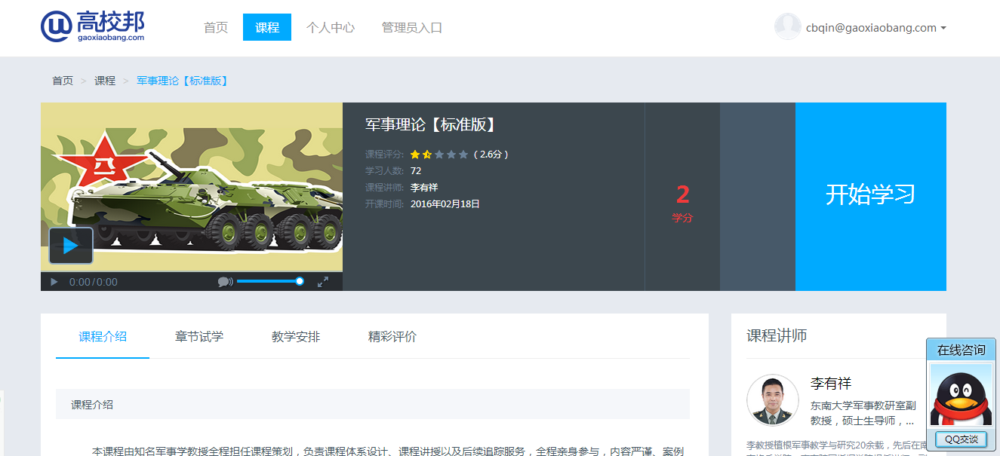 高校邦
gaoxiaobang.com
首页 课程 个人中心 管理员入口
cbqin@gaoxiaobang.com
首页 > 课程 > 军事理论【标准版】
八一
军事理论【标准版】
课程评分: ( 2.6分 )
学习人数: 72
课程讲师: 李有祥
开课时间: 2016年02月18日
2
学分
开始学习
0:00/0:00
课程介绍 章节试学 教学安排 精彩评价
课程介绍
本课程由知名军事学教授全程担任课程策划，负责课程体系设计、课程讲授以及后续追踪服务，全程亲身参与，内容严谨、案例
课程讲师
李有祥
东南大学军事教研室副
教授，硕士生导师，...
李教授植根军事教学与研究20余载，先后在南
在线咨询
QQ交谈